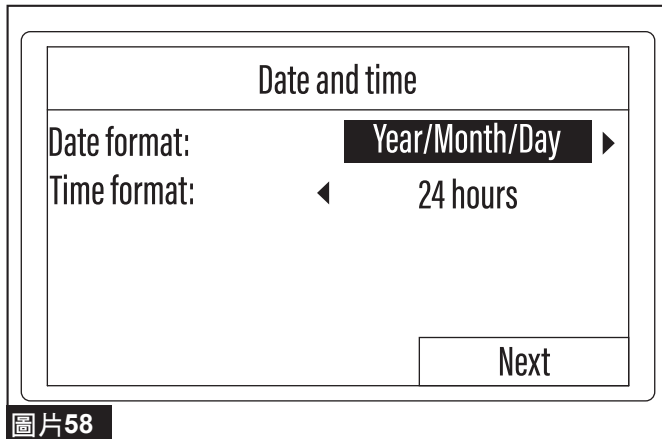 Date and time
Date format: Year/Month/Day ▶
Time format: ◀ 24 hours
Next
圖片58